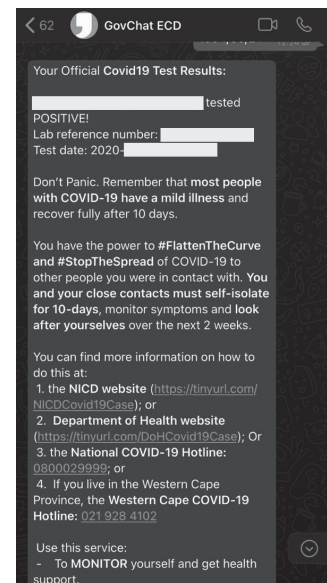 62 GovChat ECD
Your Official Covid19 Test Results:
tested
POSITIVE!
Lab reference number:
Test date: 2020-
Don't Panic. Remember that most people
with COVID-19 have a mild illness and
recover fully after 10 days.
You have the power to #FlattenTheCurve
and #StopTheSpread of COVID-19 to
other people you were in contact with. You
and your close contacts must self-isolate
for 10-days, monitor symptoms and look
after yourselves over the next 2 weeks.
You can find more information on how to
do this at:
1. the NICD website (https://tinyurl.com/
NICDCovid19Case); or
2. Department of Health website
(https://tinyurl.com/DoHCovid19Case); Or
3. the National COVID-19 Hotline:
0800029999; or
4. If you live in the Western Cape
Province, the Western Cape COVID-19
Hotline: 021 928 4102
Use this service:
- To MONITOR yourself and get health
support.